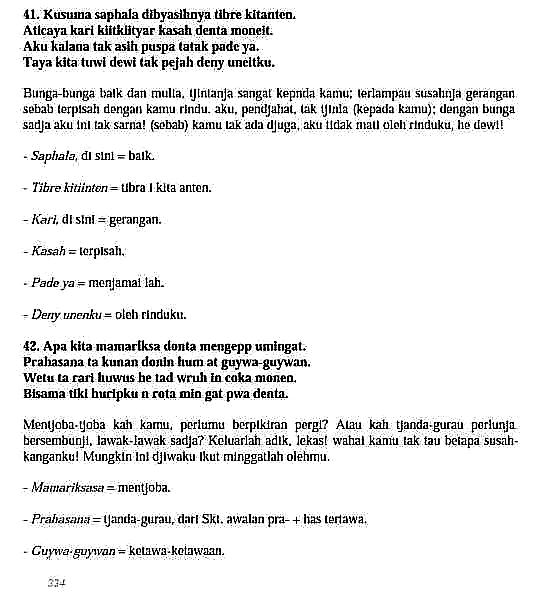 41. Kusuma saphala dibyasihnya tibre kitanten.
Aticaya kari kiitkiityar kasah denta moneit.
Aku kalana tak asih puspa tatak pade ya.
Taya kita tuwi dewi tak pejah deny uneitku.
Bunga-bunga baik dan mulia, tjintanja sangat kepada kamu; terlampau susahnja gerangan
sebab terpisah dengan kamu rindu. aku, pendjahat, tak tjinta (kepada kamu); dengan bunga
sadja aku ini tak sama! (sebab) kamu tak ada djuga, aku tidak mati oleh rinduku, he dewi!
- Saphala, di sini = baik.
- Tibre kitiinten = tibra i kita anten.
- Kari, di sini = gerangan.
- Kasah = terpisah.
- Pade ya = menjamai lah.
- Deny unenku = oleh rinduku.
42. Apa kita mamariksa donta mengepp umingat.
Prahasana ta kunan donin hum at guywa-guywan.
Wetu ta rari huwus he tad wruh in coka monen.
Bisama tiki huripku n rota min gat pwa denta.
Mentjoba-tjoba kah kamu, perlumu berpikiran pergi? Atau kah tjanda-gurau perlunja
bersembunji, lawak-lawak sadja? Keluarlah adik, lekas! wahai kamu tak tau betapa susah-
kanganku! Mungkin ini djiwaku ikut minggatlah olehmu.
- Mamariksasa = mentjoba.
- Prahasana = tjanda-gurau, dari Skt. awalan pra- + has tertawa.
- Guywa-guywan = ketawa-ketawaan.
334